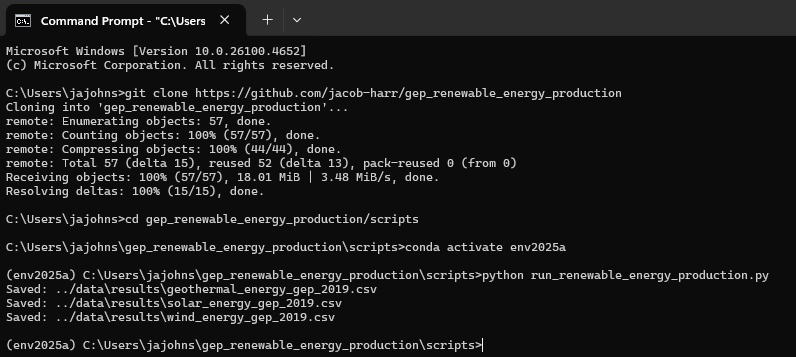 Command Prompt - "C:\Users
Microsoft Windows [Version 10.0.26100.4652]
(c) Microsoft Corporation. All rights reserved.
C:\Users\jajohns>git clone https://github.com/jacob-harr/gep_renewable_energy_production
Cloning into 'gep_renewable_energy_production'...
remote: Enumerating objects: 57, done.
remote: Counting objects: 100% (57/57), done.
remote: Compressing objects: 100% (44/44), done.
remote: Total 57 (delta 15), reused 52 (delta 13), pack-reused 0 (from 0)
Receiving objects: 100% (57/57), 18.01 MiB | 3.48 MiB/s, done.
Resolving deltas: 100% (15/15), done.
C:\Users\jajohns>cd gep_renewable_energy_production/scripts
C:\Users\jajohns\gep_renewable_energy_production\scripts>conda activate env2025a
(env2025a) C:\Users\jajohns\gep_renewable_energy_production\scripts>python run_renewable_energy_production.py
Saved: ../data\results\geothermal_energy_gep_2019.csv
Saved: ../data\results\solar_energy_gep_2019.csv
Saved: ../data\results\wind_energy_gep_2019.csv
(env2025a) C:\Users\jajohns\gep_renewable_energy_production\scripts>